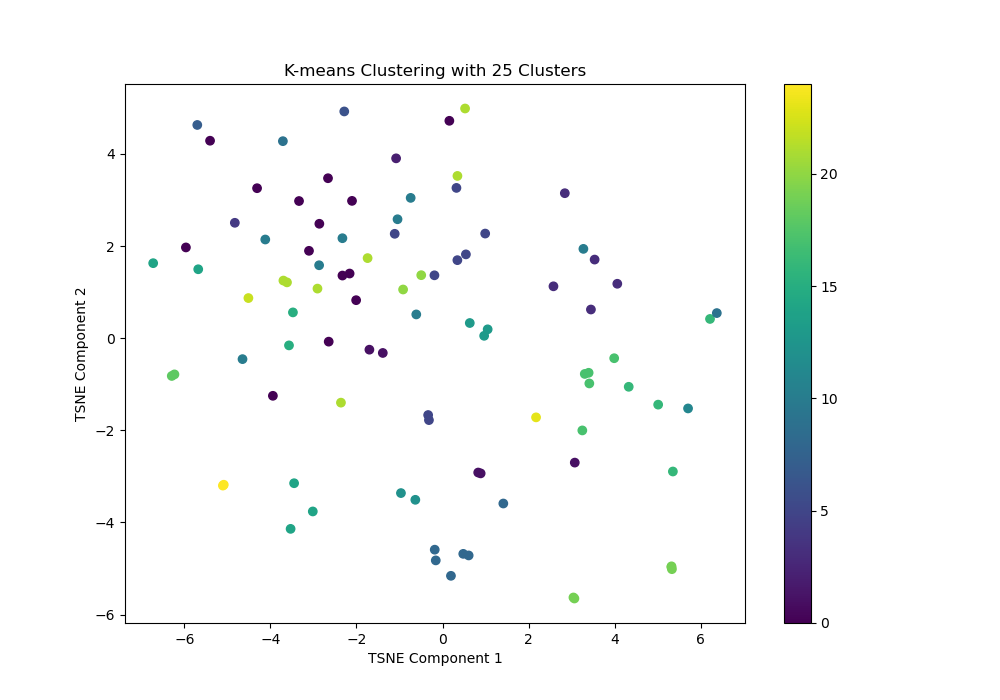 K-means Clustering with 25 Clusters
TSNE Component 2
4
2
0
−2
−4
−6
−6 −4 −2 0 2 4 6
TSNE Component 1
20
15
10
5
0